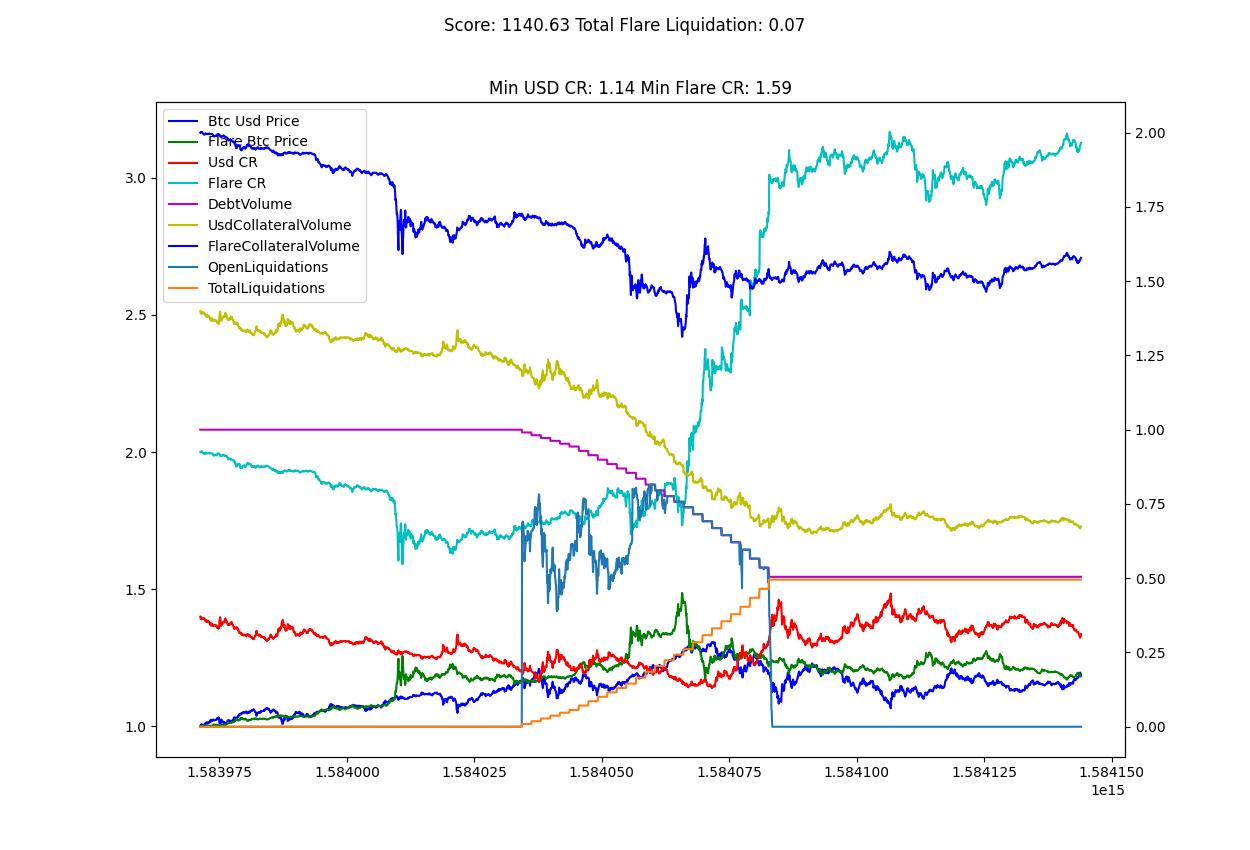 Score: 1140.63 Total Flare Liquidation: 0.07
Min USD CR: 1.14 Min Flare CR: 1.59
Btc Usd Price
Flare Btc Price
Usd CR
Flare CR
DebtVolume
UsdCollateralVolume
FlareCollateralVolume
OpenLiquidations
TotalLiquidations
3.0
2.5
2.0
1.5
1.0
2.00
1.75
1.50
1.25
1.00
0.75
0.50
0.25
0.00
1.583975 1.584000 1.584025 1.584050 1.584075 1.584100 1.584125 1.584150
1e15